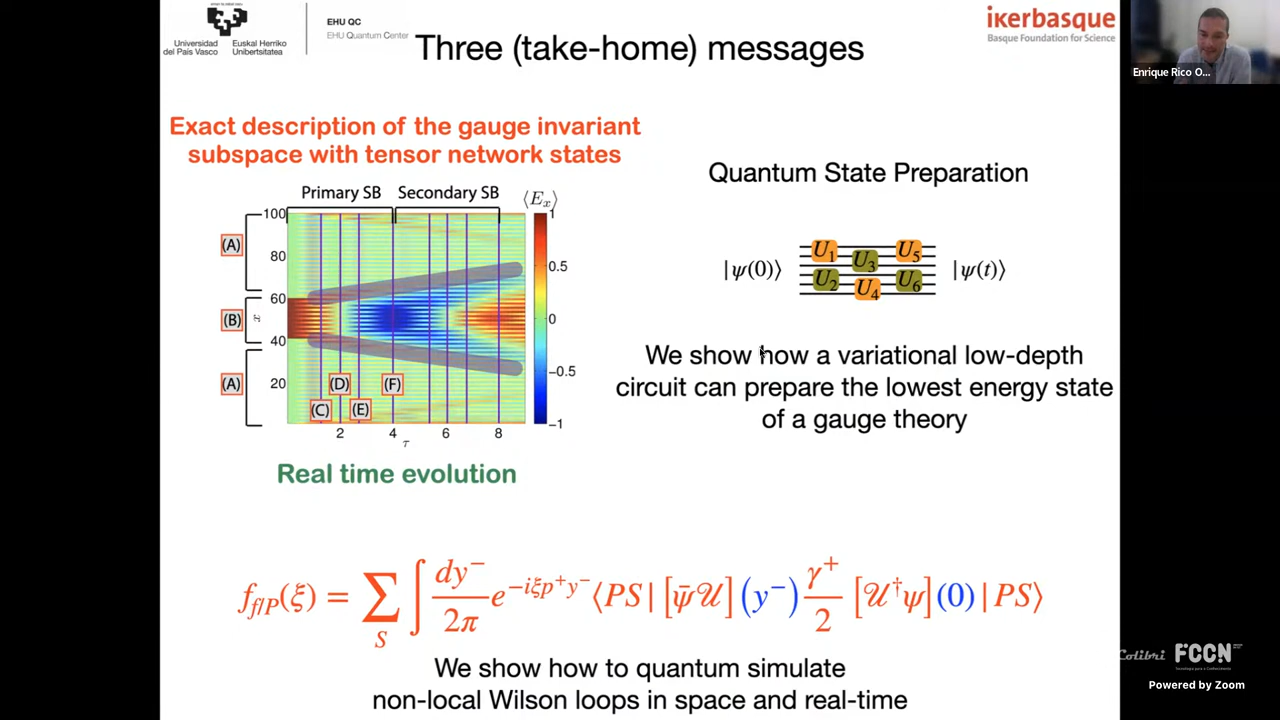 Universidad del País Vasco
Euskal Herriko Unibertsitatea
EHU QC
EHU Quantum Center
ikerbasque
Basque Foundation for Science
Enrique Rico O...
Three (take-home) messages
Exact description of the gauge invariant
subspace with tensor network states
Primary SB Secondary SB ⟨E_x⟩
100
80
60
40
20
x
(A)
(B)
(A)
(C)
(D)
(E)
(F)
2 4 6 8
τ
1
0.5
0
−0.5
−1
Real time evolution
Quantum State Preparation
|ψ(0)⟩ U₁ U₂ U₃ U₄ U₅ U₆ |ψ(t)⟩
We show how a variational low-depth
circuit can prepare the lowest energy state
of a gauge theory
f_{f/P}(ξ) = ∑_S ∫ dy⁻/2π e^{−iξp⁺y⁻} ⟨PS| [ψ̄𝒰](y⁻) γ⁺/2 [𝒰†ψ](0) |PS⟩
We show how to quantum simulate
non-local Wilson loops in space and real-time
Colibri FCCN
Powered by Zoom